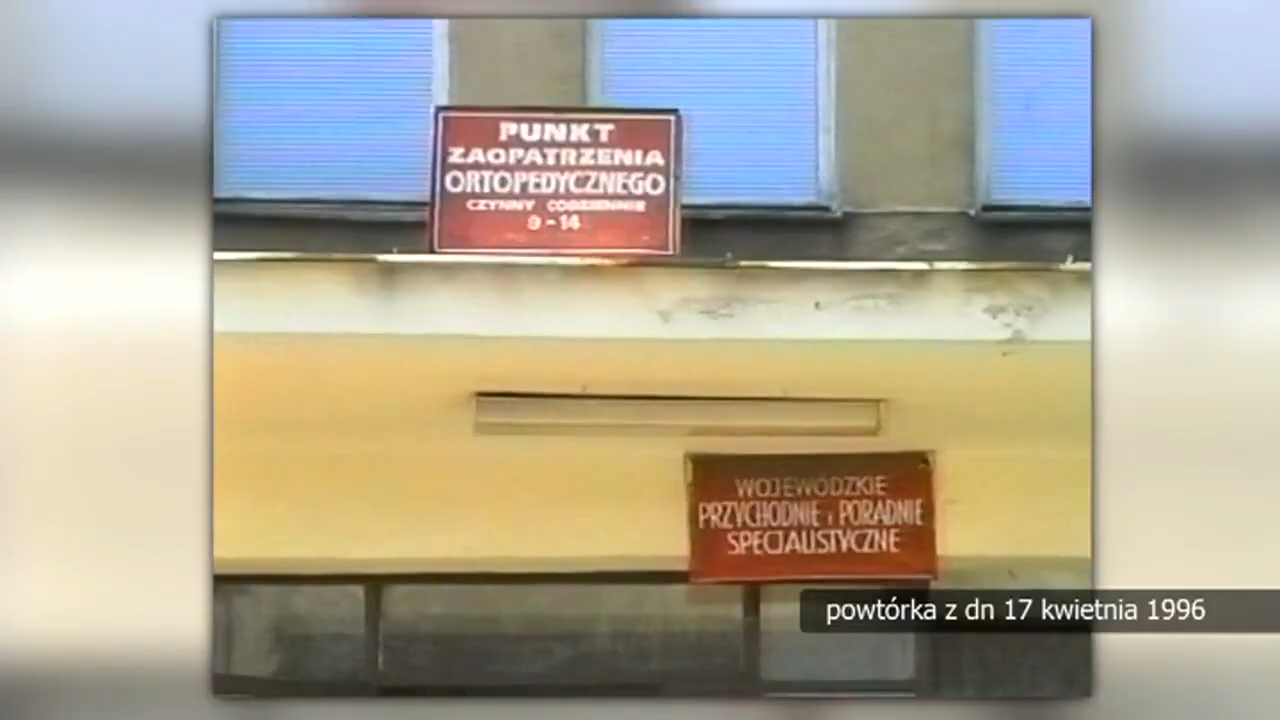 PUNKT
ZAOPATRZENIA
ORTOPEDYCZNEGO
CZYNNY CODZIENNIE
9-14
WOJEWÓDZKIE
PRZYCHODNIE i PORADNIE
SPECJALISTYCZNE
powtórka z dn 17 kwietnia 1996